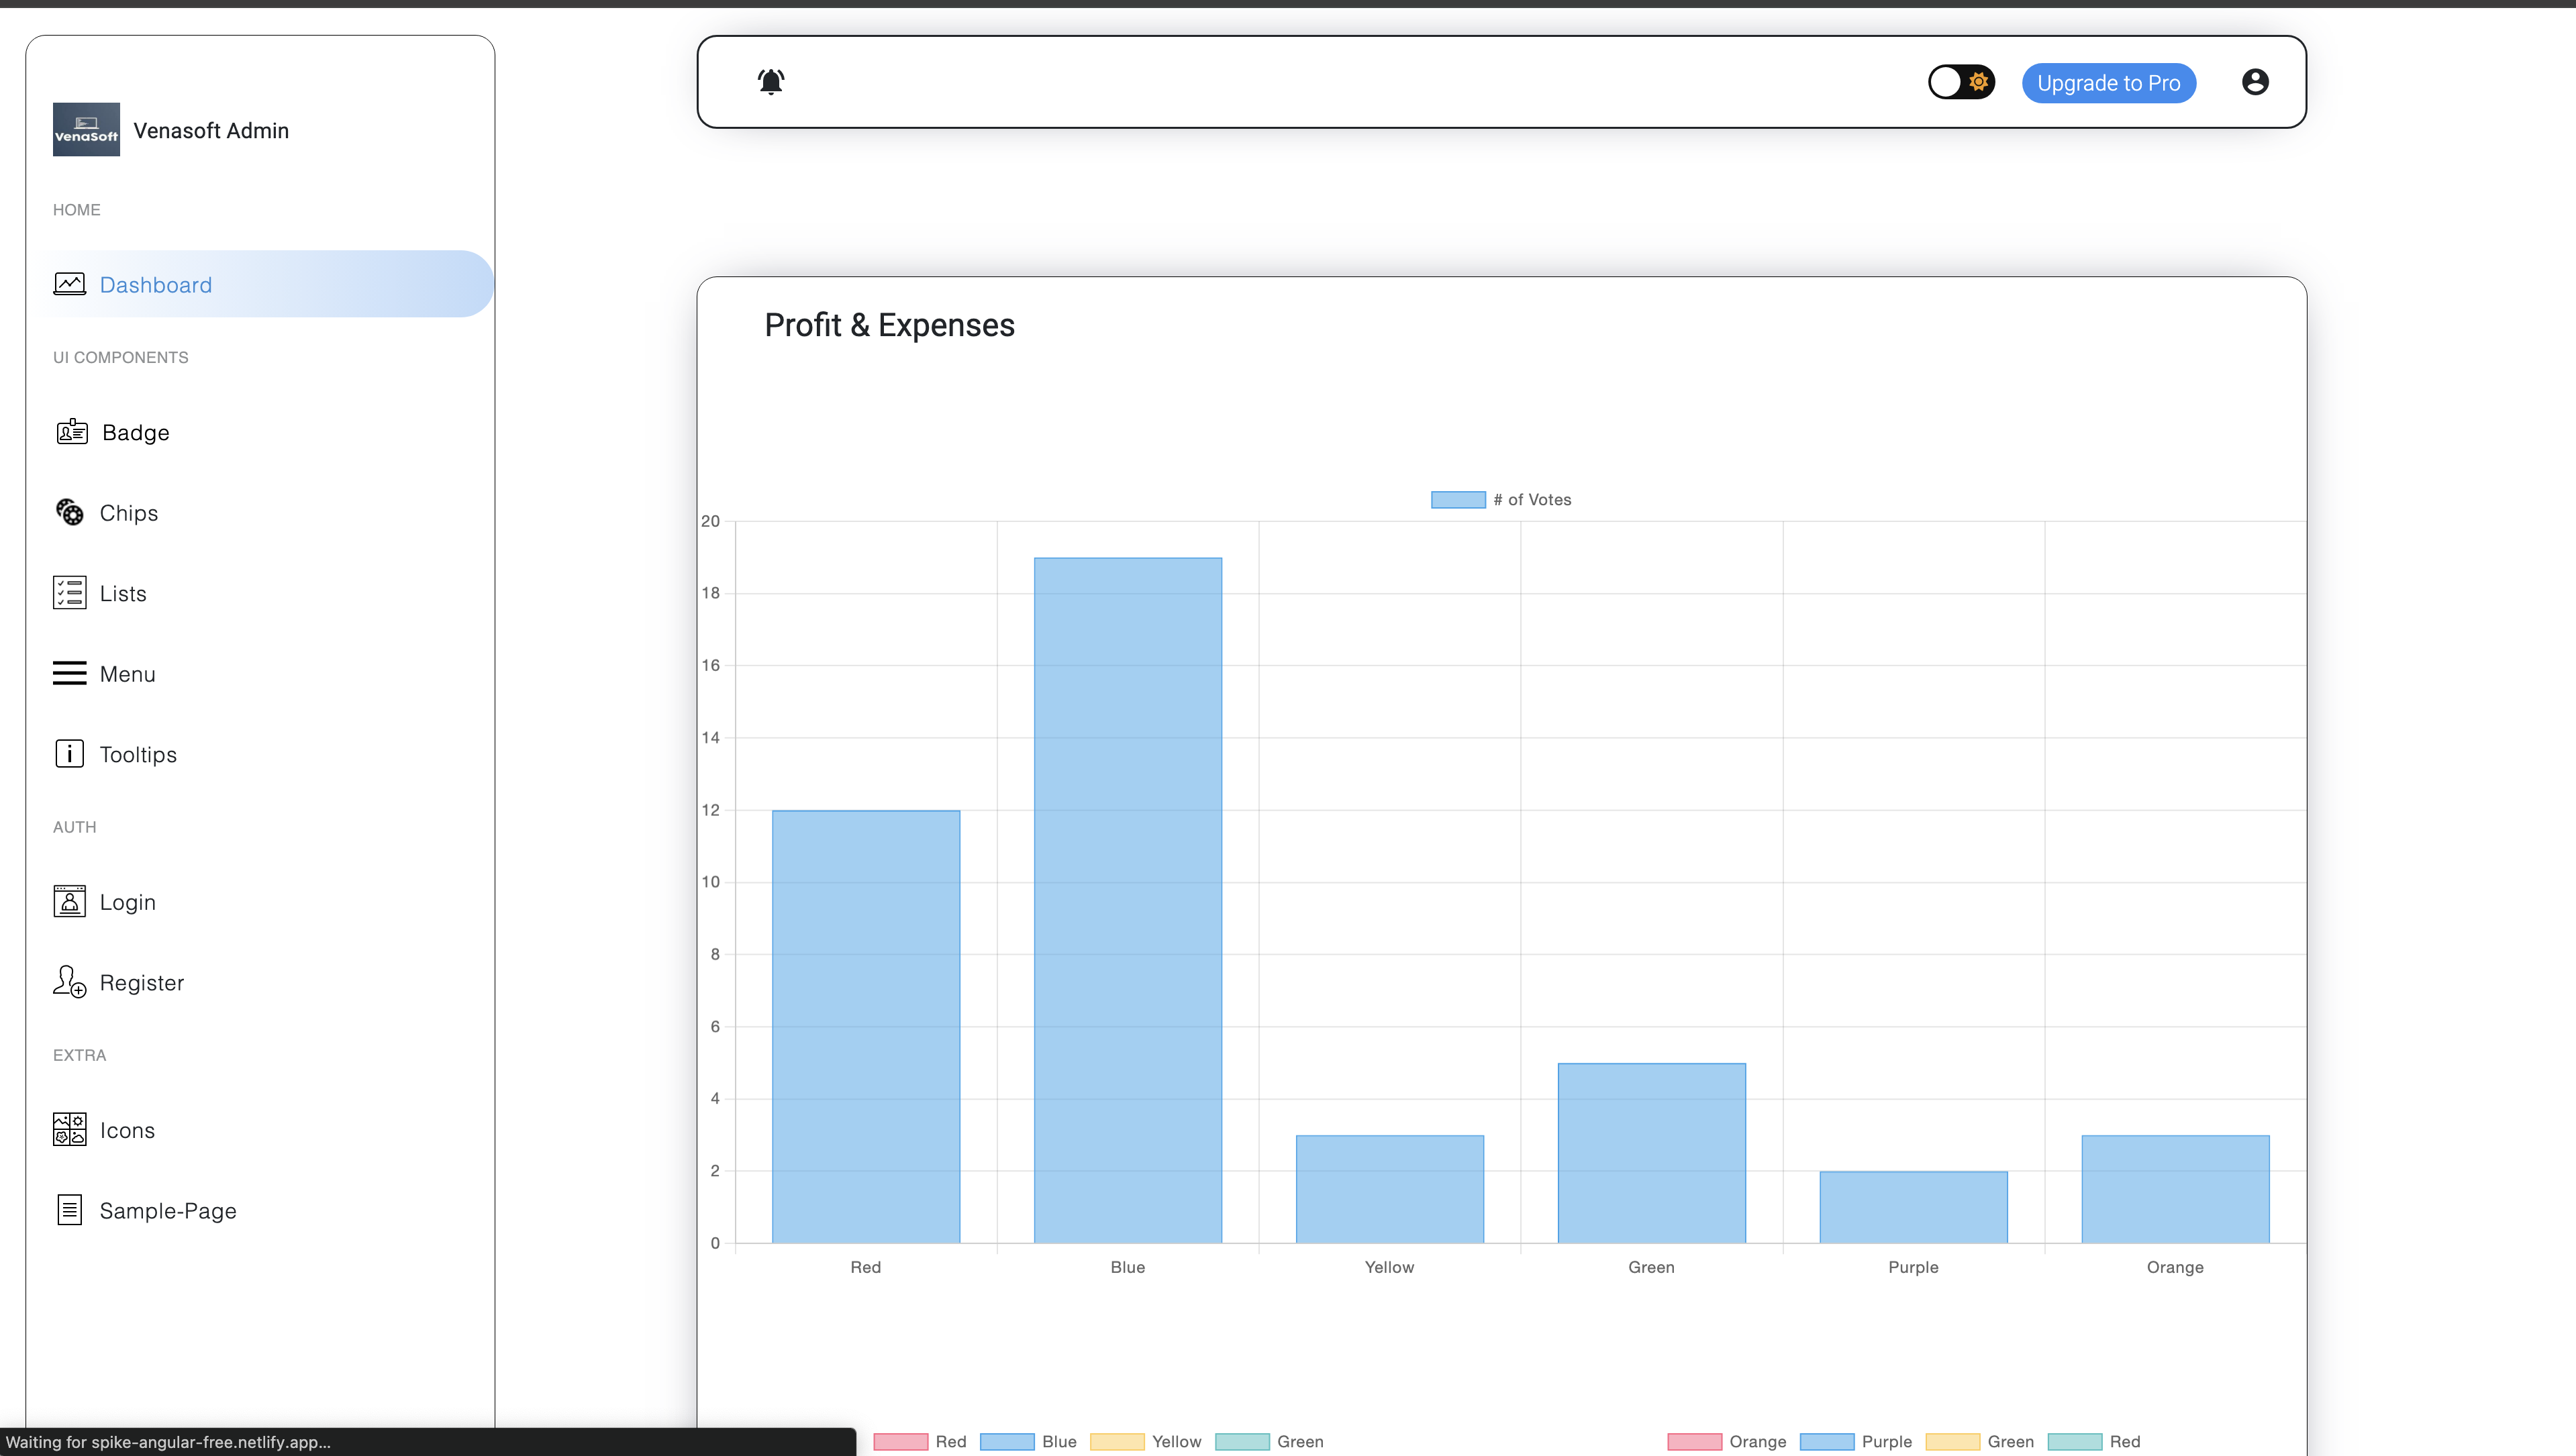 VenaSoft
Venasoft Admin
HOME
Dashboard
UI COMPONENTS
Badge
Chips
Lists
Menu
Tooltips
AUTH
Login
Register
EXTRA
Icons
Sample-Page
Upgrade to Pro
Profit & Expenses
# of Votes
20
18
16
14
12
10
8
6
4
2
0
Red Blue Yellow Green Purple Orange
Red Blue Yellow Green
Orange Purple Green Red
Waiting for spike-angular-free.netlify.app...